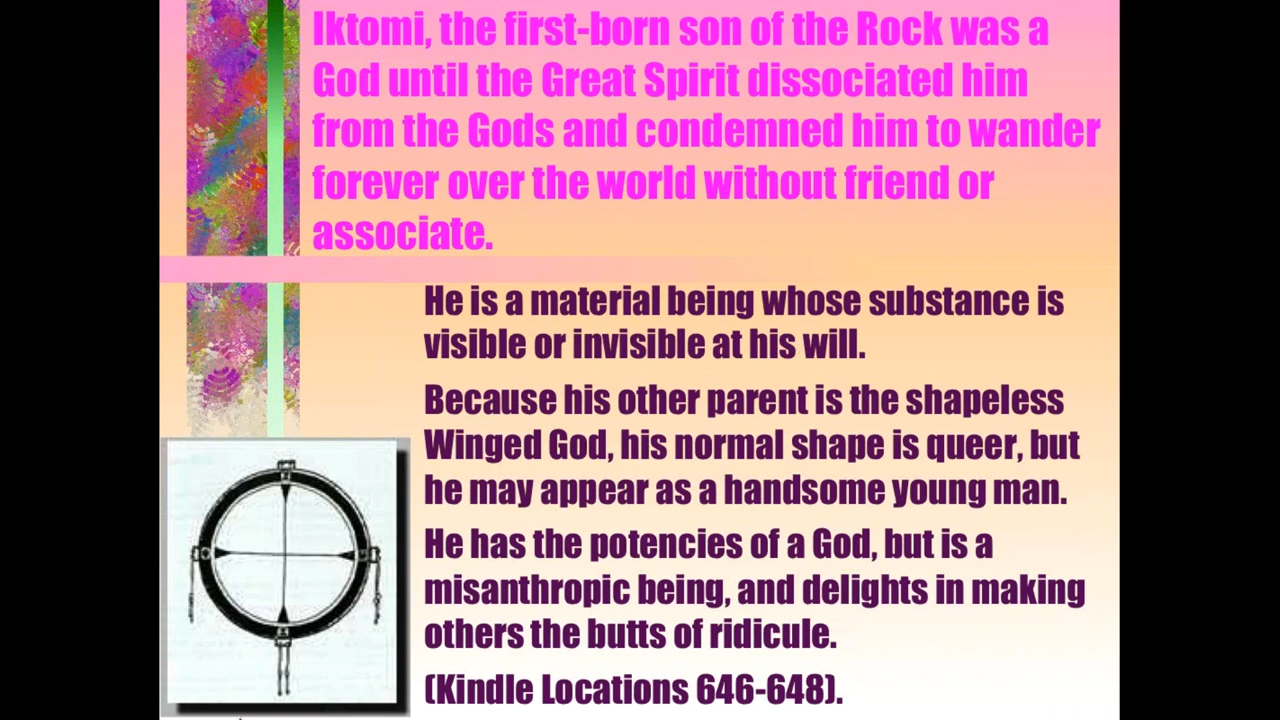 Iktomi, the first-born son of the Rock was a
God until the Great Spirit dissociated him
from the Gods and condemned him to wander
forever over the world without friend or
associate.
He is a material being whose substance is
visible or invisible at his will.
Because his other parent is the shapeless
Winged God, his normal shape is queer, but
he may appear as a handsome young man.
He has the potencies of a God, but is a
misanthropic being, and delights in making
others the butts of ridicule.
(Kindle Locations 646-648).